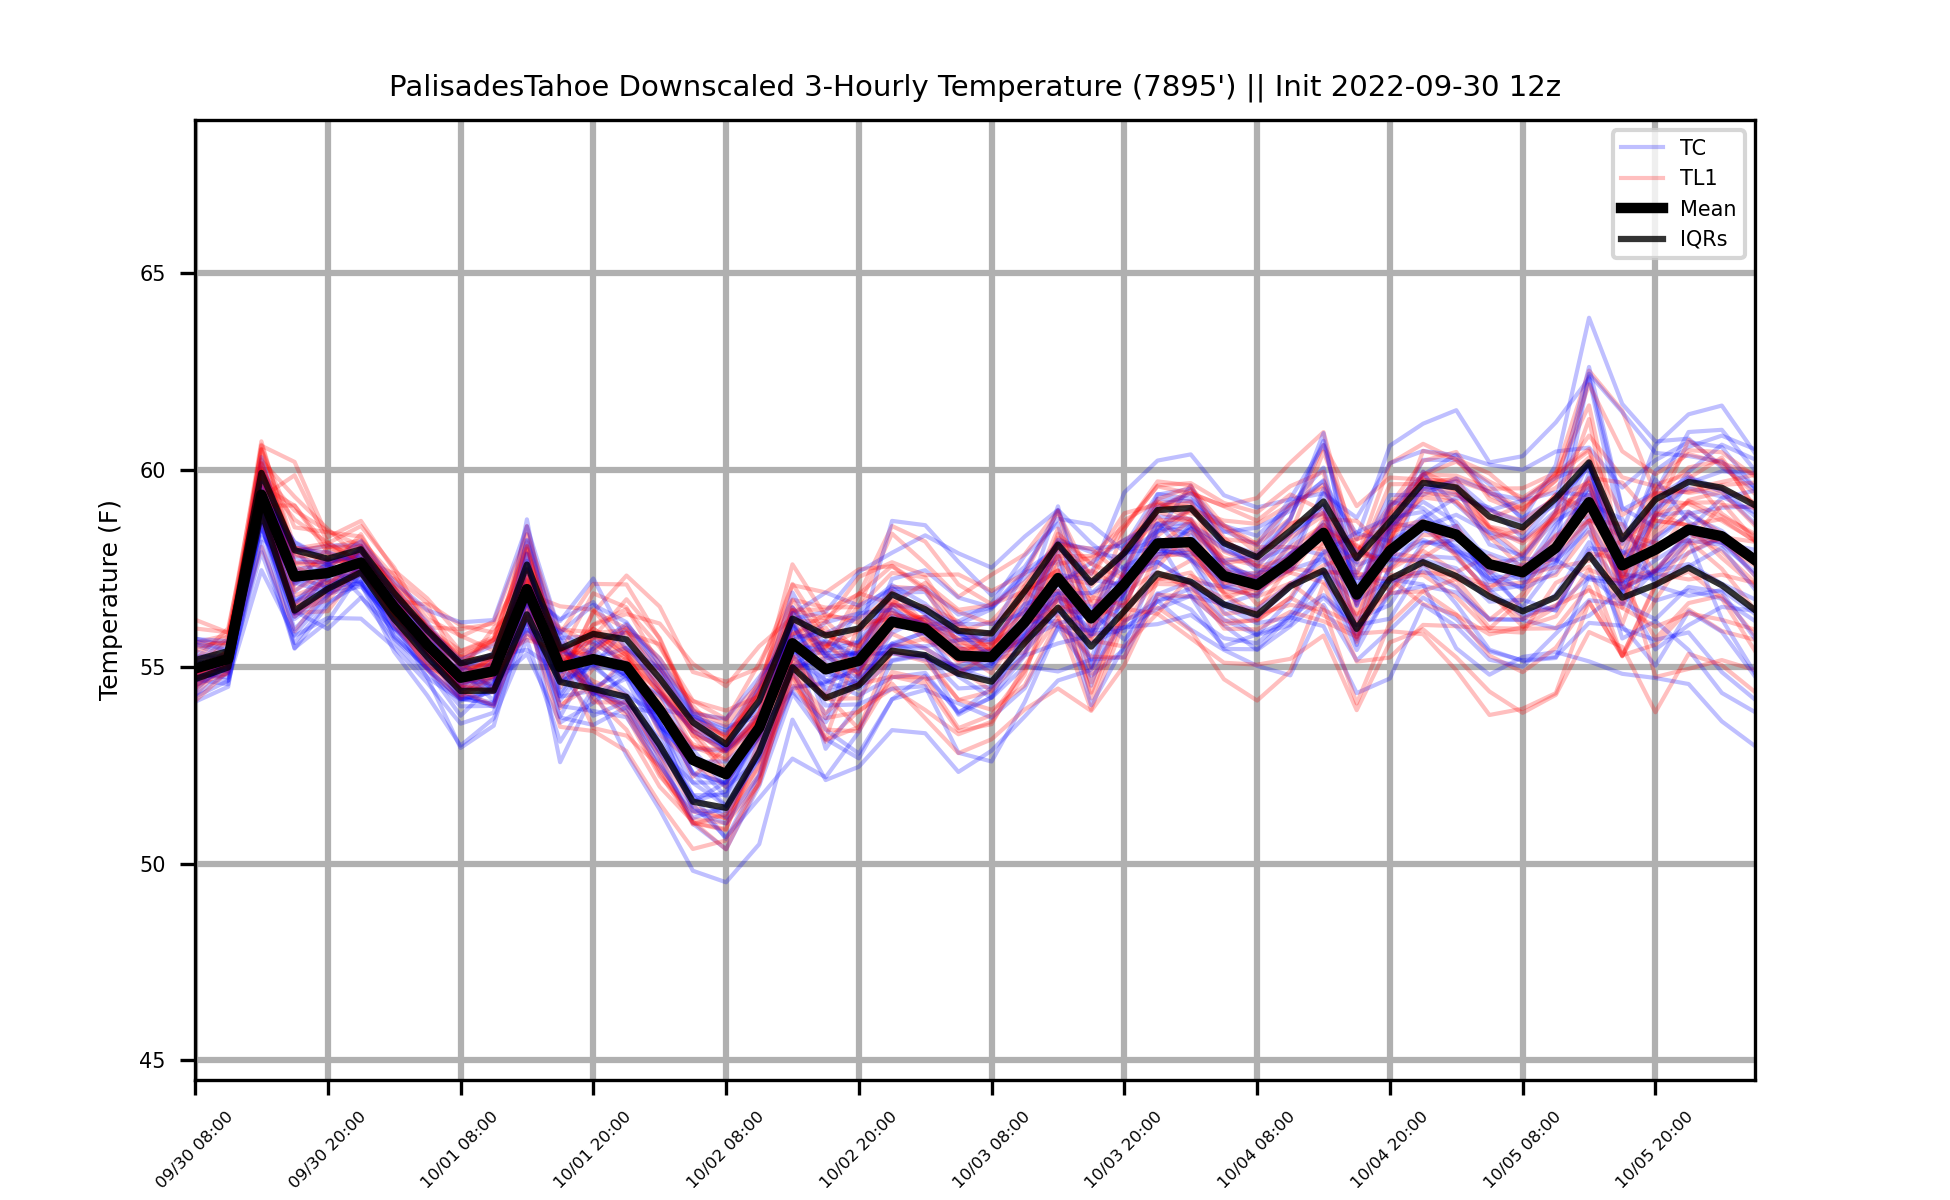 PalisadesTahoe Downscaled 3-Hourly Temperature (7895') || Init 2022-09-30 12z
TC
TL1
Mean
IQRs
Temperature (F)
65
60
55
50
45
09/30 08:00
09/30 20:00
10/01 08:00
10/01 20:00
10/02 08:00
10/02 20:00
10/03 08:00
10/03 20:00
10/04 08:00
10/04 20:00
10/05 08:00
10/05 20:00